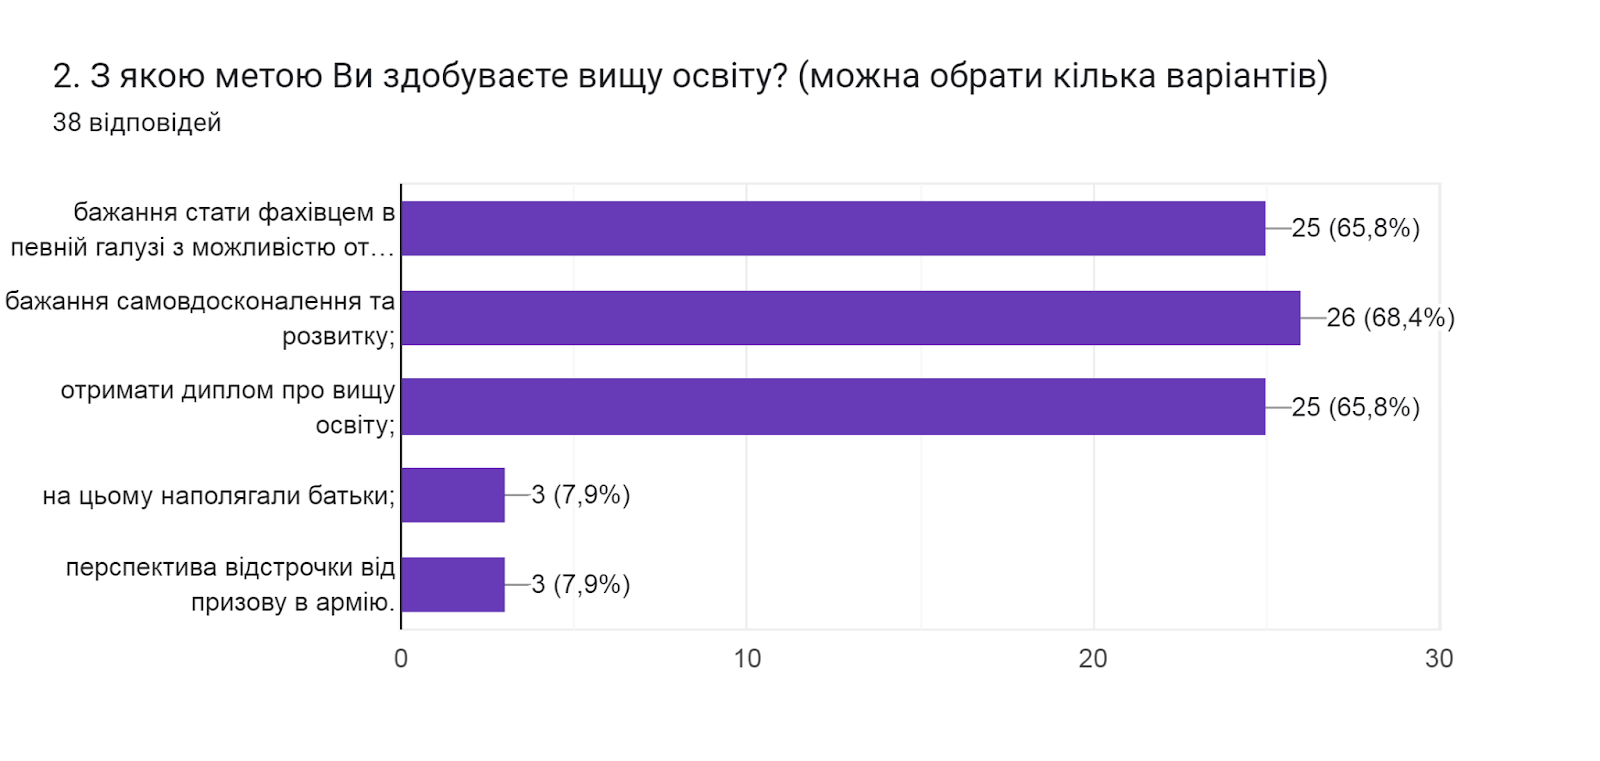 2. З якою метою Ви здобуваєте вищу освіту? (можна обрати кілька варіантів)
38 відповідей
бажання стати фахівцем в
певній галузі з можливістю от…
25 (65,8%)
бажання самовдосконалення та
розвитку;
26 (68,4%)
отримати диплом про вищу
освіту;
25 (65,8%)
на цьому наполягали батьки;
3 (7,9%)
перспектива відстрочки від
призову в армію.
3 (7,9%)
0 10 20 30